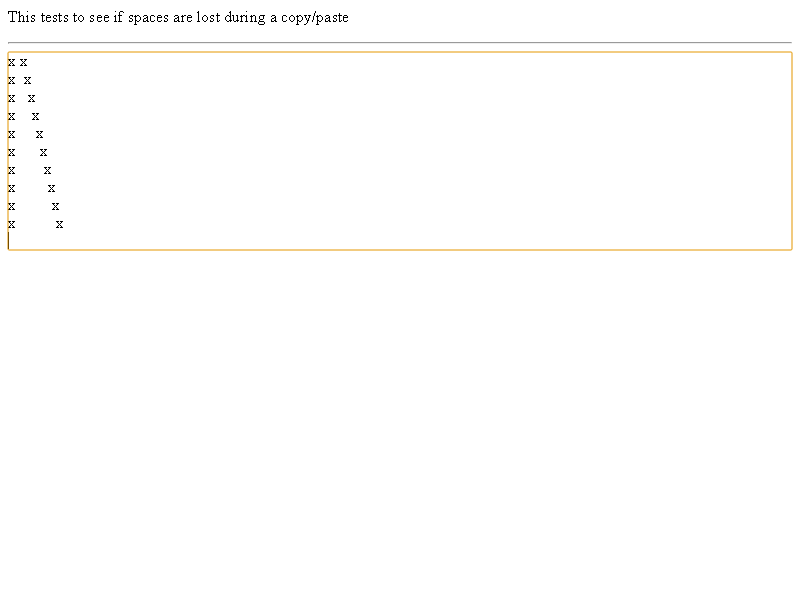 This tests to see if spaces are lost during a copy/paste
x x
x  x
x   x
x    x
x     x
x      x
x       x
x        x
x         x
x          x